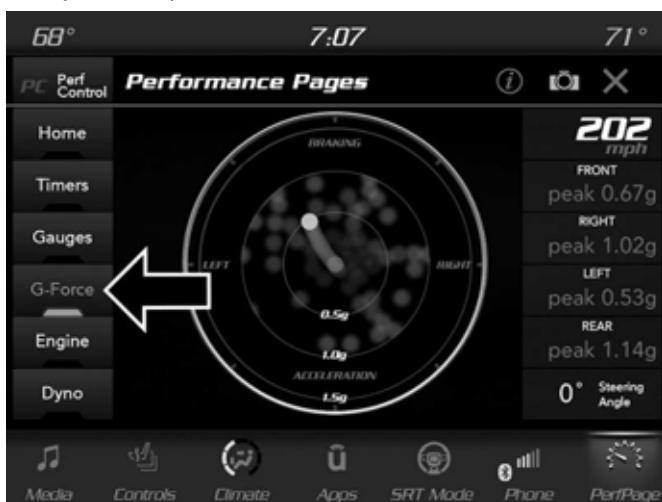 68°
7:07
71°
PC Perf Control
Performance Pages
i
Home
Timers
Gauges
G-Force
Engine
Dyno
BRAKING
LEFT
RIGHT
0.5g
1.0g
ACCELERATION
1.5g
202
mph
FRONT
peak 0.67g
RIGHT
peak 1.02g
LEFT
peak 0.53g
REAR
peak 1.14g
0° Steering Angle
Media
Controls
Climate
Apps
SRT Mode
Phone
PerfPage